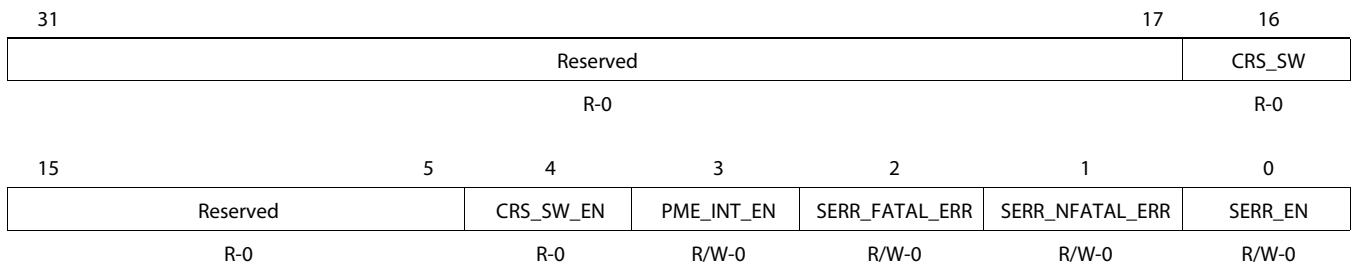 31 17 16
Reserved CRS_SW
R-0 R-0
15 5 4 3 2 1 0
Reserved CRS_SW_EN PME_INT_EN SERR_FATAL_ERR SERR_NFATAL_ERR SERR_EN
R-0 R-0 R/W-0 R/W-0 R/W-0 R/W-0